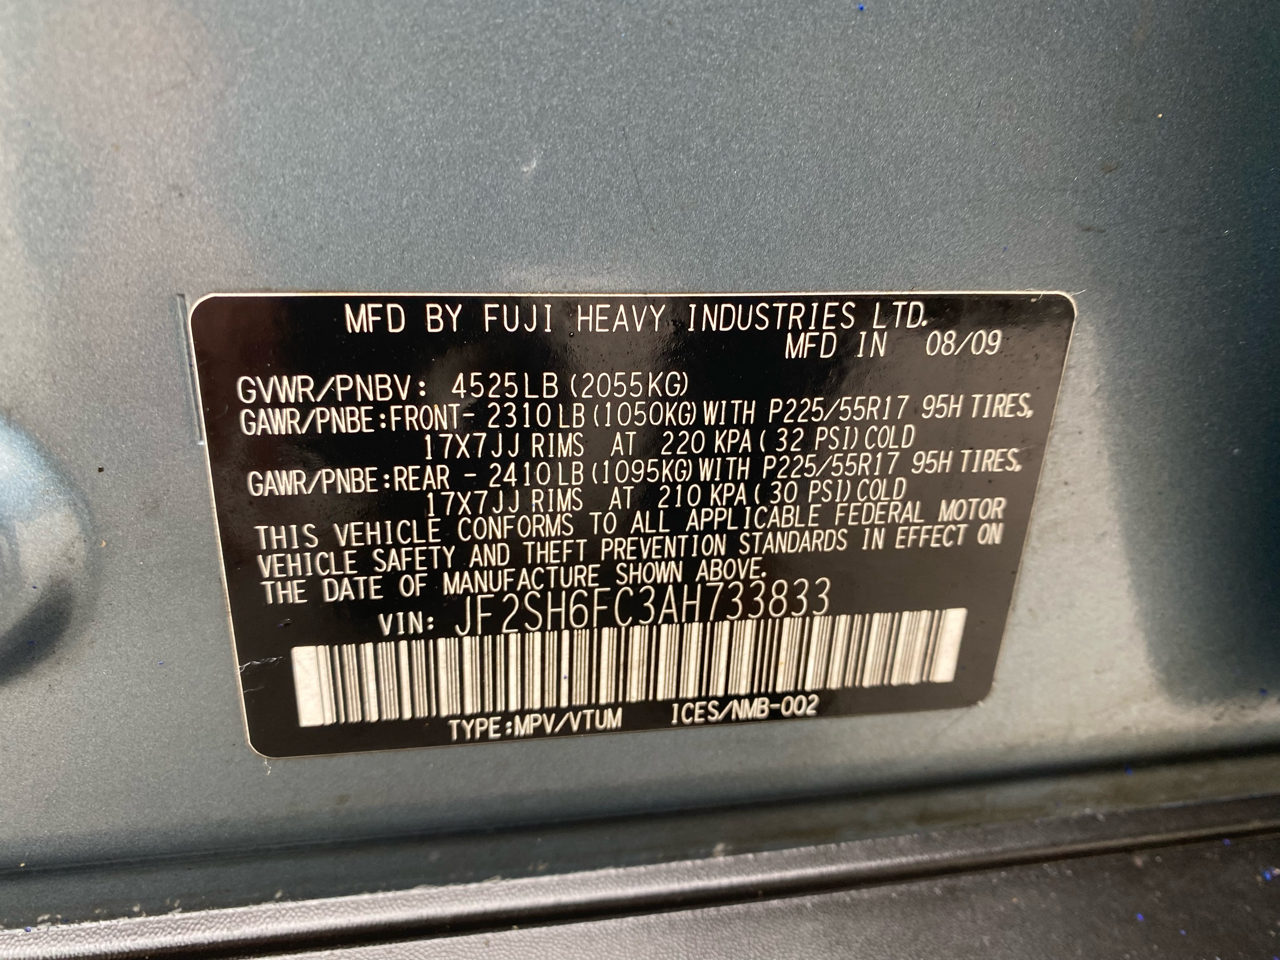 MFD BY FUJI HEAVY INDUSTRIES LTD.
MFD IN 08/09
GVWR/PNBV: 4525LB (2055KG)
GAWR/PNBE:FRONT- 2310 LB (1050KG) WITH P225/55R17 95H TIRES,
17X7JJ RIMS AT 220 KPA ( 32 PSI) COLD
GAWR/PNBE:REAR - 2410 LB (1095KG) WITH P225/55R17 95H TIRES,
17X7JJ RIMS AT 210 KPA ( 30 PSI) COLD
THIS VEHICLE CONFORMS TO ALL APPLICABLE FEDERAL MOTOR
VEHICLE SAFETY AND THEFT PREVENTION STANDARDS IN EFFECT ON
THE DATE OF MANUFACTURE SHOWN ABOVE.
VIN: JF2SH6FC3AH733833
TYPE:MPV/VTUM ICES/NMB-002